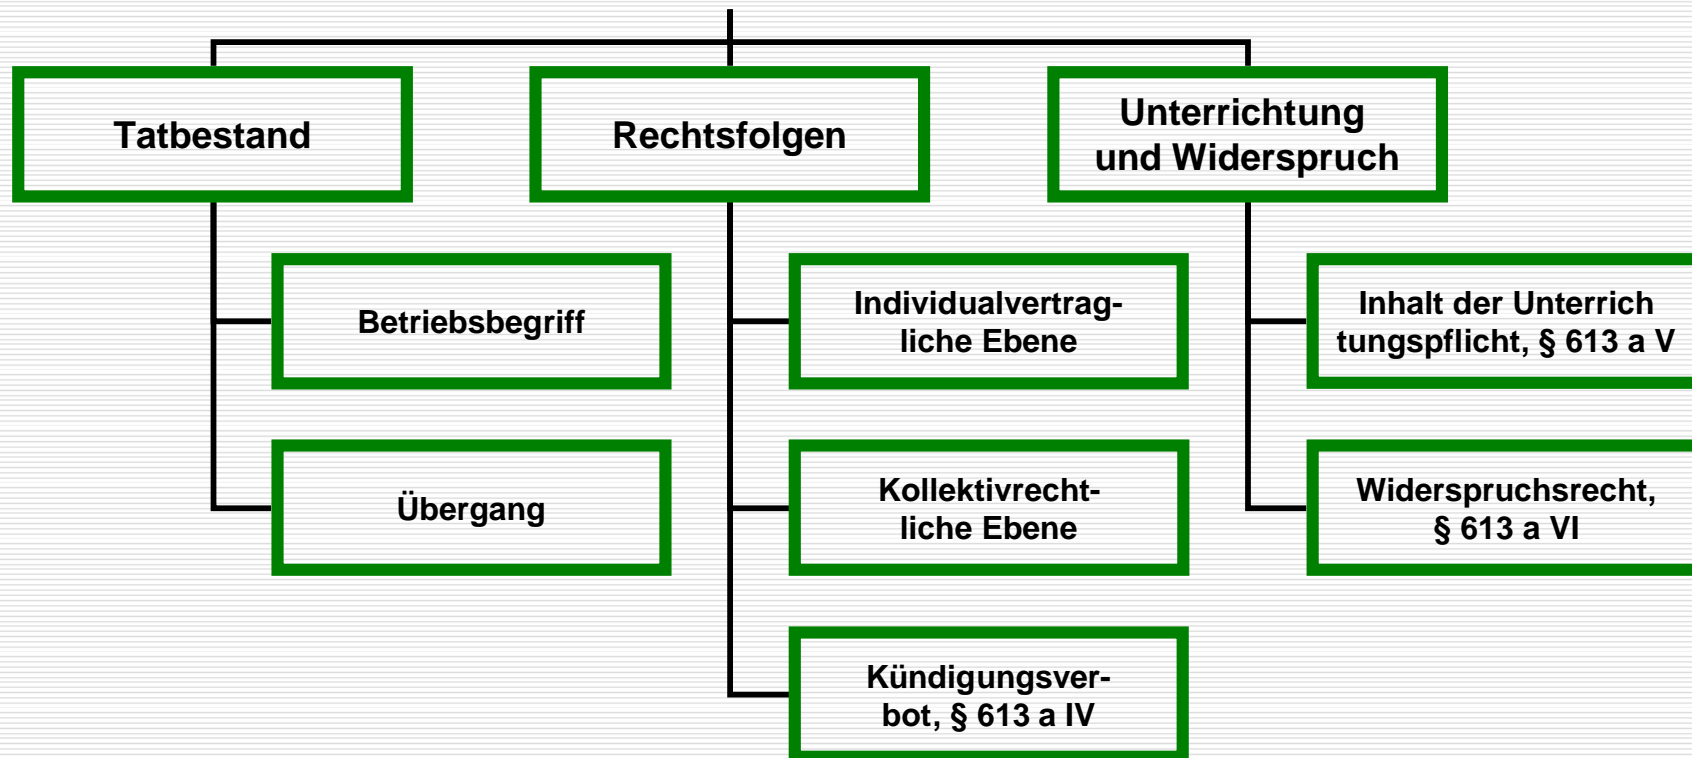 Tatbestand
Rechtsfolgen
Unterrichtung
und Widerspruch
Betriebsbegriff
Individualvertrag-
liche Ebene
Inhalt der Unterrich
tungspflicht, § 613 a V
Übergang
Kollektivrecht-
liche Ebene
Widerspruchsrecht,
§ 613 a VI
Kündigungsver-
bot, § 613 a IV